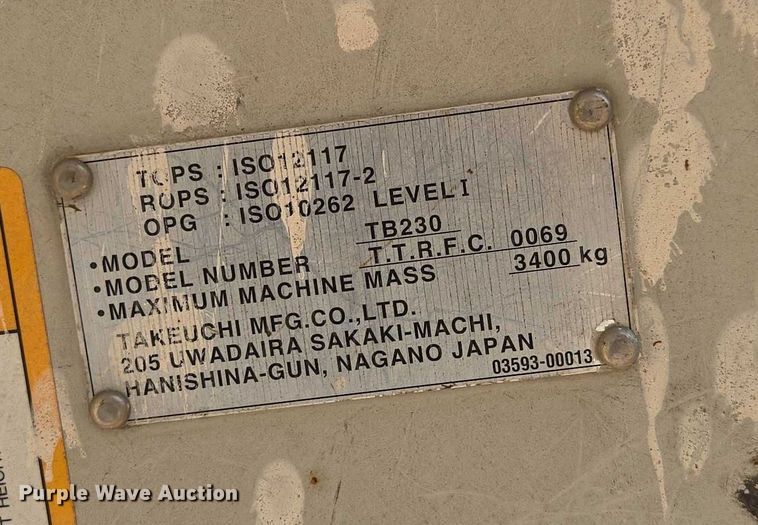 TOPS : ISO12117
ROPS : ISO12117-2
OPG : ISO10262 LEVEL I
•MODEL TB230
•MODEL NUMBER T.T.R.F.C. 0069
•MAXIMUM MACHINE MASS 3400 kg
TAKEUCHI MFG.CO.,LTD.
205 UWADAIRA SAKAKI-MACHI,
HANISHINA-GUN, NAGANO JAPAN
03593-00013
Purple Wave Auction